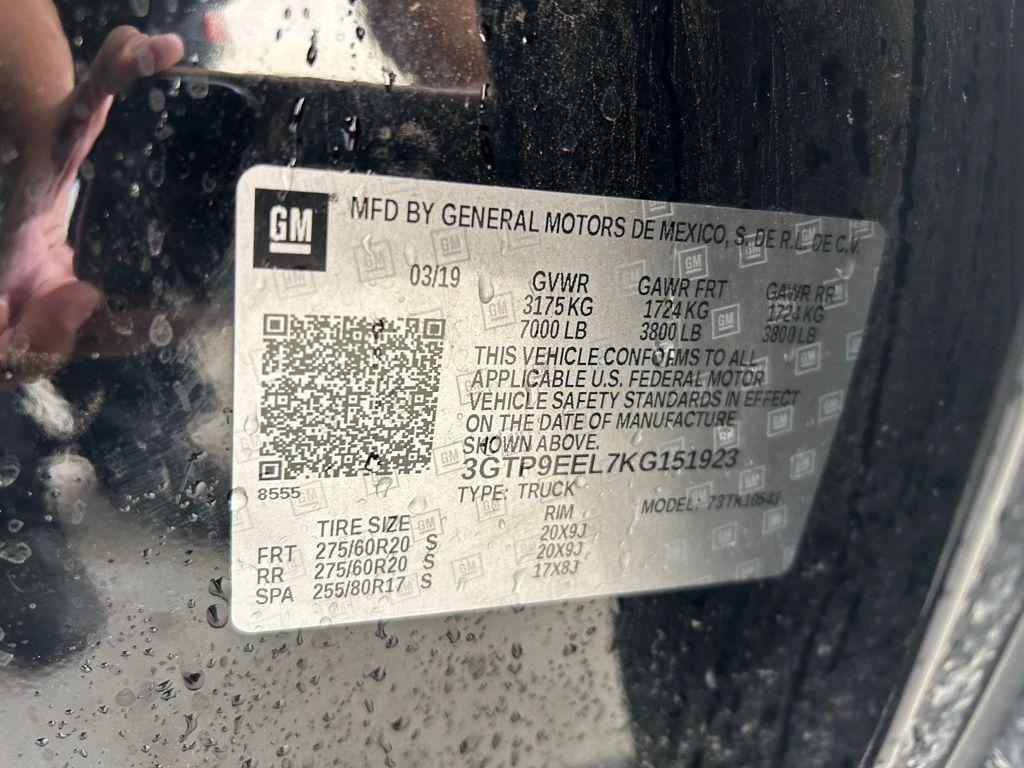 GM ® MFD BY GENERAL MOTORS DE MEXICO, S. DE R.L. DE C.V.
03/19
GVWR GAWR FRT GAWR RR
3175 KG 1724 KG 1724 KG
7000 LB 3800 LB 3800 LB
THIS VEHICLE CONFORMS TO ALL
APPLICABLE U.S. FEDERAL MOTOR
VEHICLE SAFETY STANDARDS IN EFFECT
ON THE DATE OF MANUFACTURE
SHOWN ABOVE.
3GTP9EEL7KG151923
8555
TYPE: TRUCK MODEL: 73TK10543
TIRE SIZE RIM
FRT 275/60R20 S 20X9J
RR 275/60R20 S 20X9J
SPA 255/80R17 S 17X8J